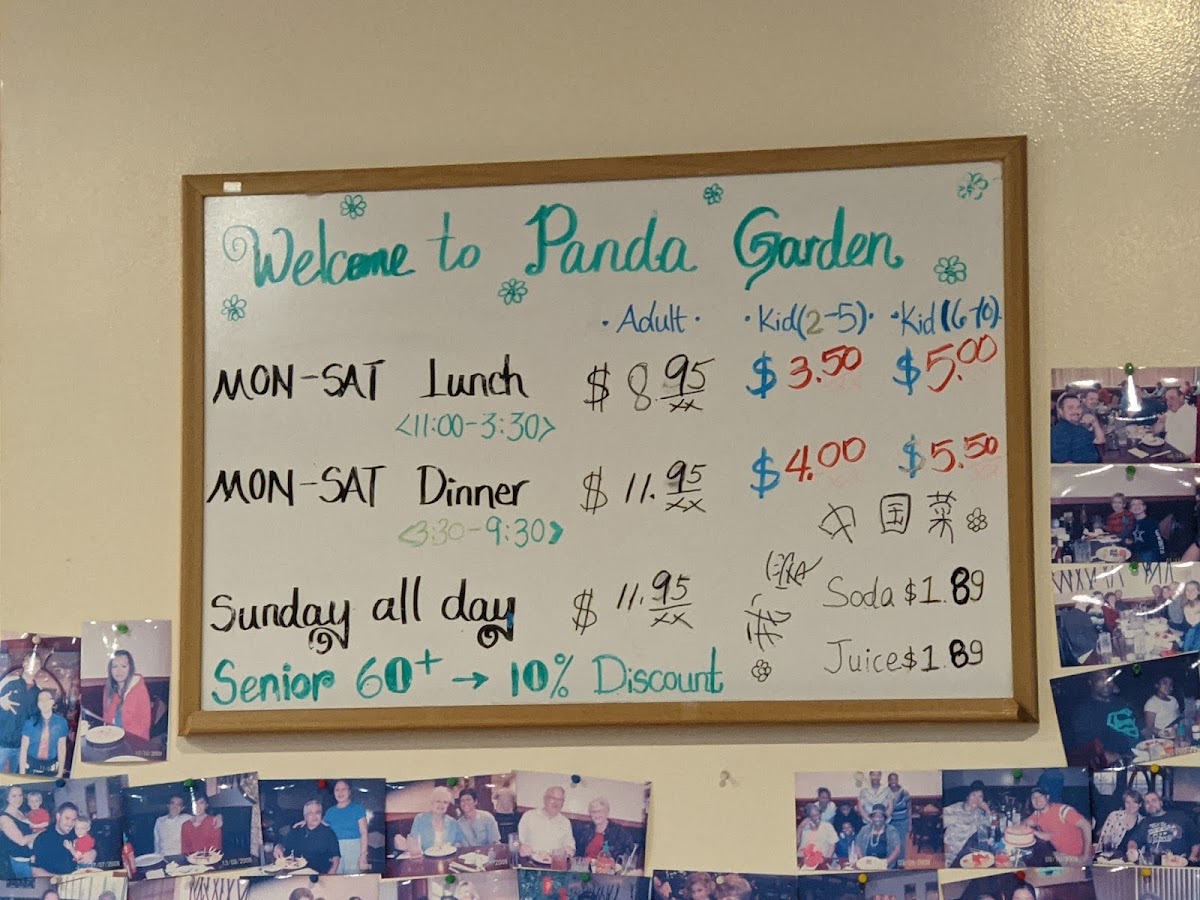 Welcome to Panda Garden
·Adult· ·Kid(2-5)· ·Kid(6-10)·
MON-SAT Lunch $8.95 $3.50 $5.00
<11:00-3:30>
MON-SAT Dinner $11.95 $4.00 $5.50
<3:30-9:30>
中国菜
Sunday all day $11.95
Soda $1.89
Juice $1.89
Senior 60+ → 10% Discount